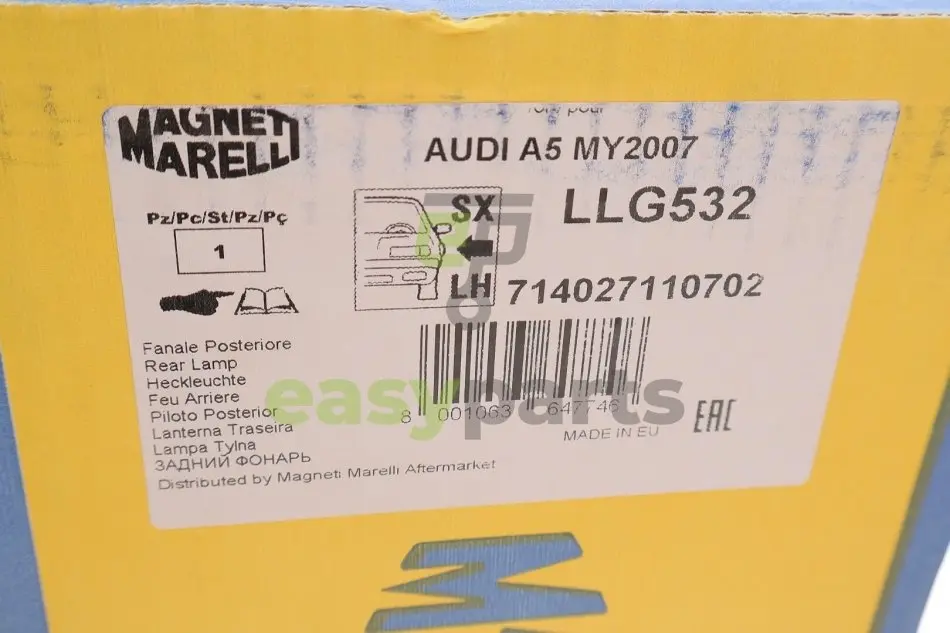 for/pour
MAGNETI
MARELLI
AUDI A5 MY2007
Pz/Pc/St/Pz/Pç
1
SX
LH
LLG532
714027110702
Fanale Posteriore
Rear Lamp
Heckleuchte
Feu Arriere
Piloto Posterior
Lanterna Traseira
Lampa Tylna
ЗАДНИЙ ФОНАРЬ
Distributed by Magneti Marelli Aftermarket
8 001063 647746
MADE IN EU
EAC
easyparts